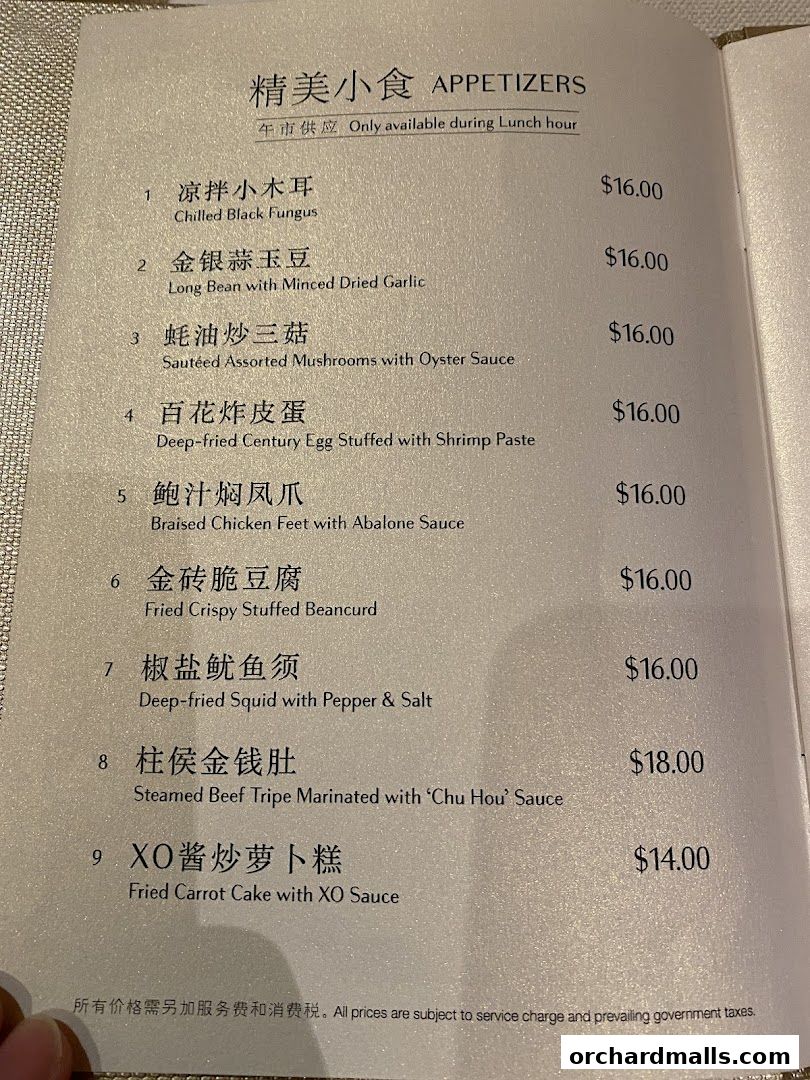 精美小食 APPETIZERS
午市供应 Only available during Lunch hour
1 凉拌小木耳 $16.00
Chilled Black Fungus
2 金银蒜玉豆 $16.00
Long Bean with Minced Dried Garlic
3 蚝油炒三菇 $16.00
Sautéed Assorted Mushrooms with Oyster Sauce
4 百花炸皮蛋 $16.00
Deep-fried Century Egg Stuffed with Shrimp Paste
5 鲍汁焖凤爪 $16.00
Braised Chicken Feet with Abalone Sauce
6 金砖脆豆腐 $16.00
Fried Crispy Stuffed Beancurd
7 椒盐鱿鱼须 $16.00
Deep-fried Squid with Pepper & Salt
8 柱侯金钱肚 $18.00
Steamed Beef Tripe Marinated with ‘Chu Hou’ Sauce
9 XO酱炒萝卜糕 $14.00
Fried Carrot Cake with XO Sauce
所有价格需另加服务费和消费税。All prices are subject to service charge and prevailing government taxes.
orchardmalls.com